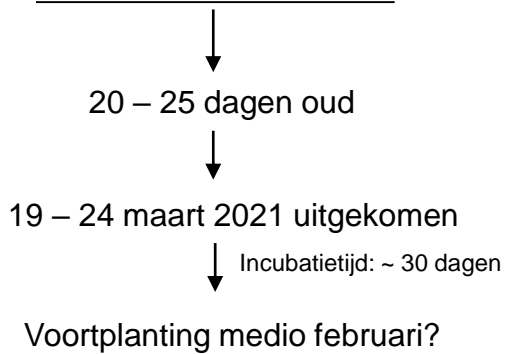 20 – 25 dagen oud
19 – 24 maart 2021 uitgekomen
Incubatietijd: ~ 30 dagen
Voortplanting medio februari?